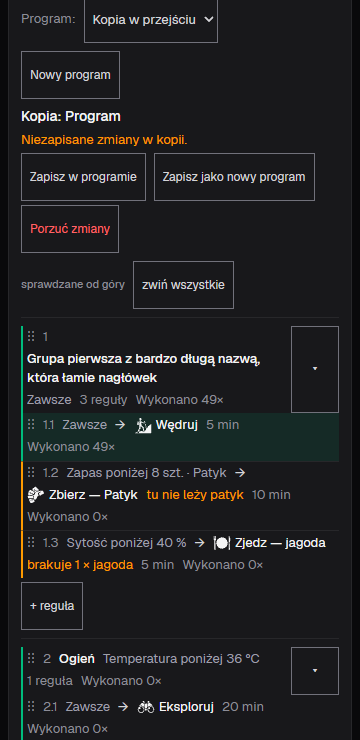 Program: Kopia w przejściu
Nowy program
Kopia: Program
Niezapisane zmiany w kopii.
Zapisz w programie Zapisz jako nowy program
Porzuć zmiany
sprawdzane od góry zwiń wszystkie
1
Grupa pierwsza z bardzo długą nazwą,
która łamie nagłówek
Zawsze 3 reguły Wykonano 49×
1.1 Zawsze → Wędruj 5 min
Wykonano 49×
1.2 Zapas poniżej 8 szt. · Patyk →
Zbierz — Patyk tu nie leży patyk 10 min
Wykonano 0×
1.3 Sytość poniżej 40 % → Zjedz — jagoda
brakuje 1 × jagoda 5 min Wykonano 0×
+ reguła
2 Ogień Temperatura poniżej 36 °C
1 reguła Wykonano 0×
2.1 Zawsze → Eksploruj 20 min
Wykonano 0×